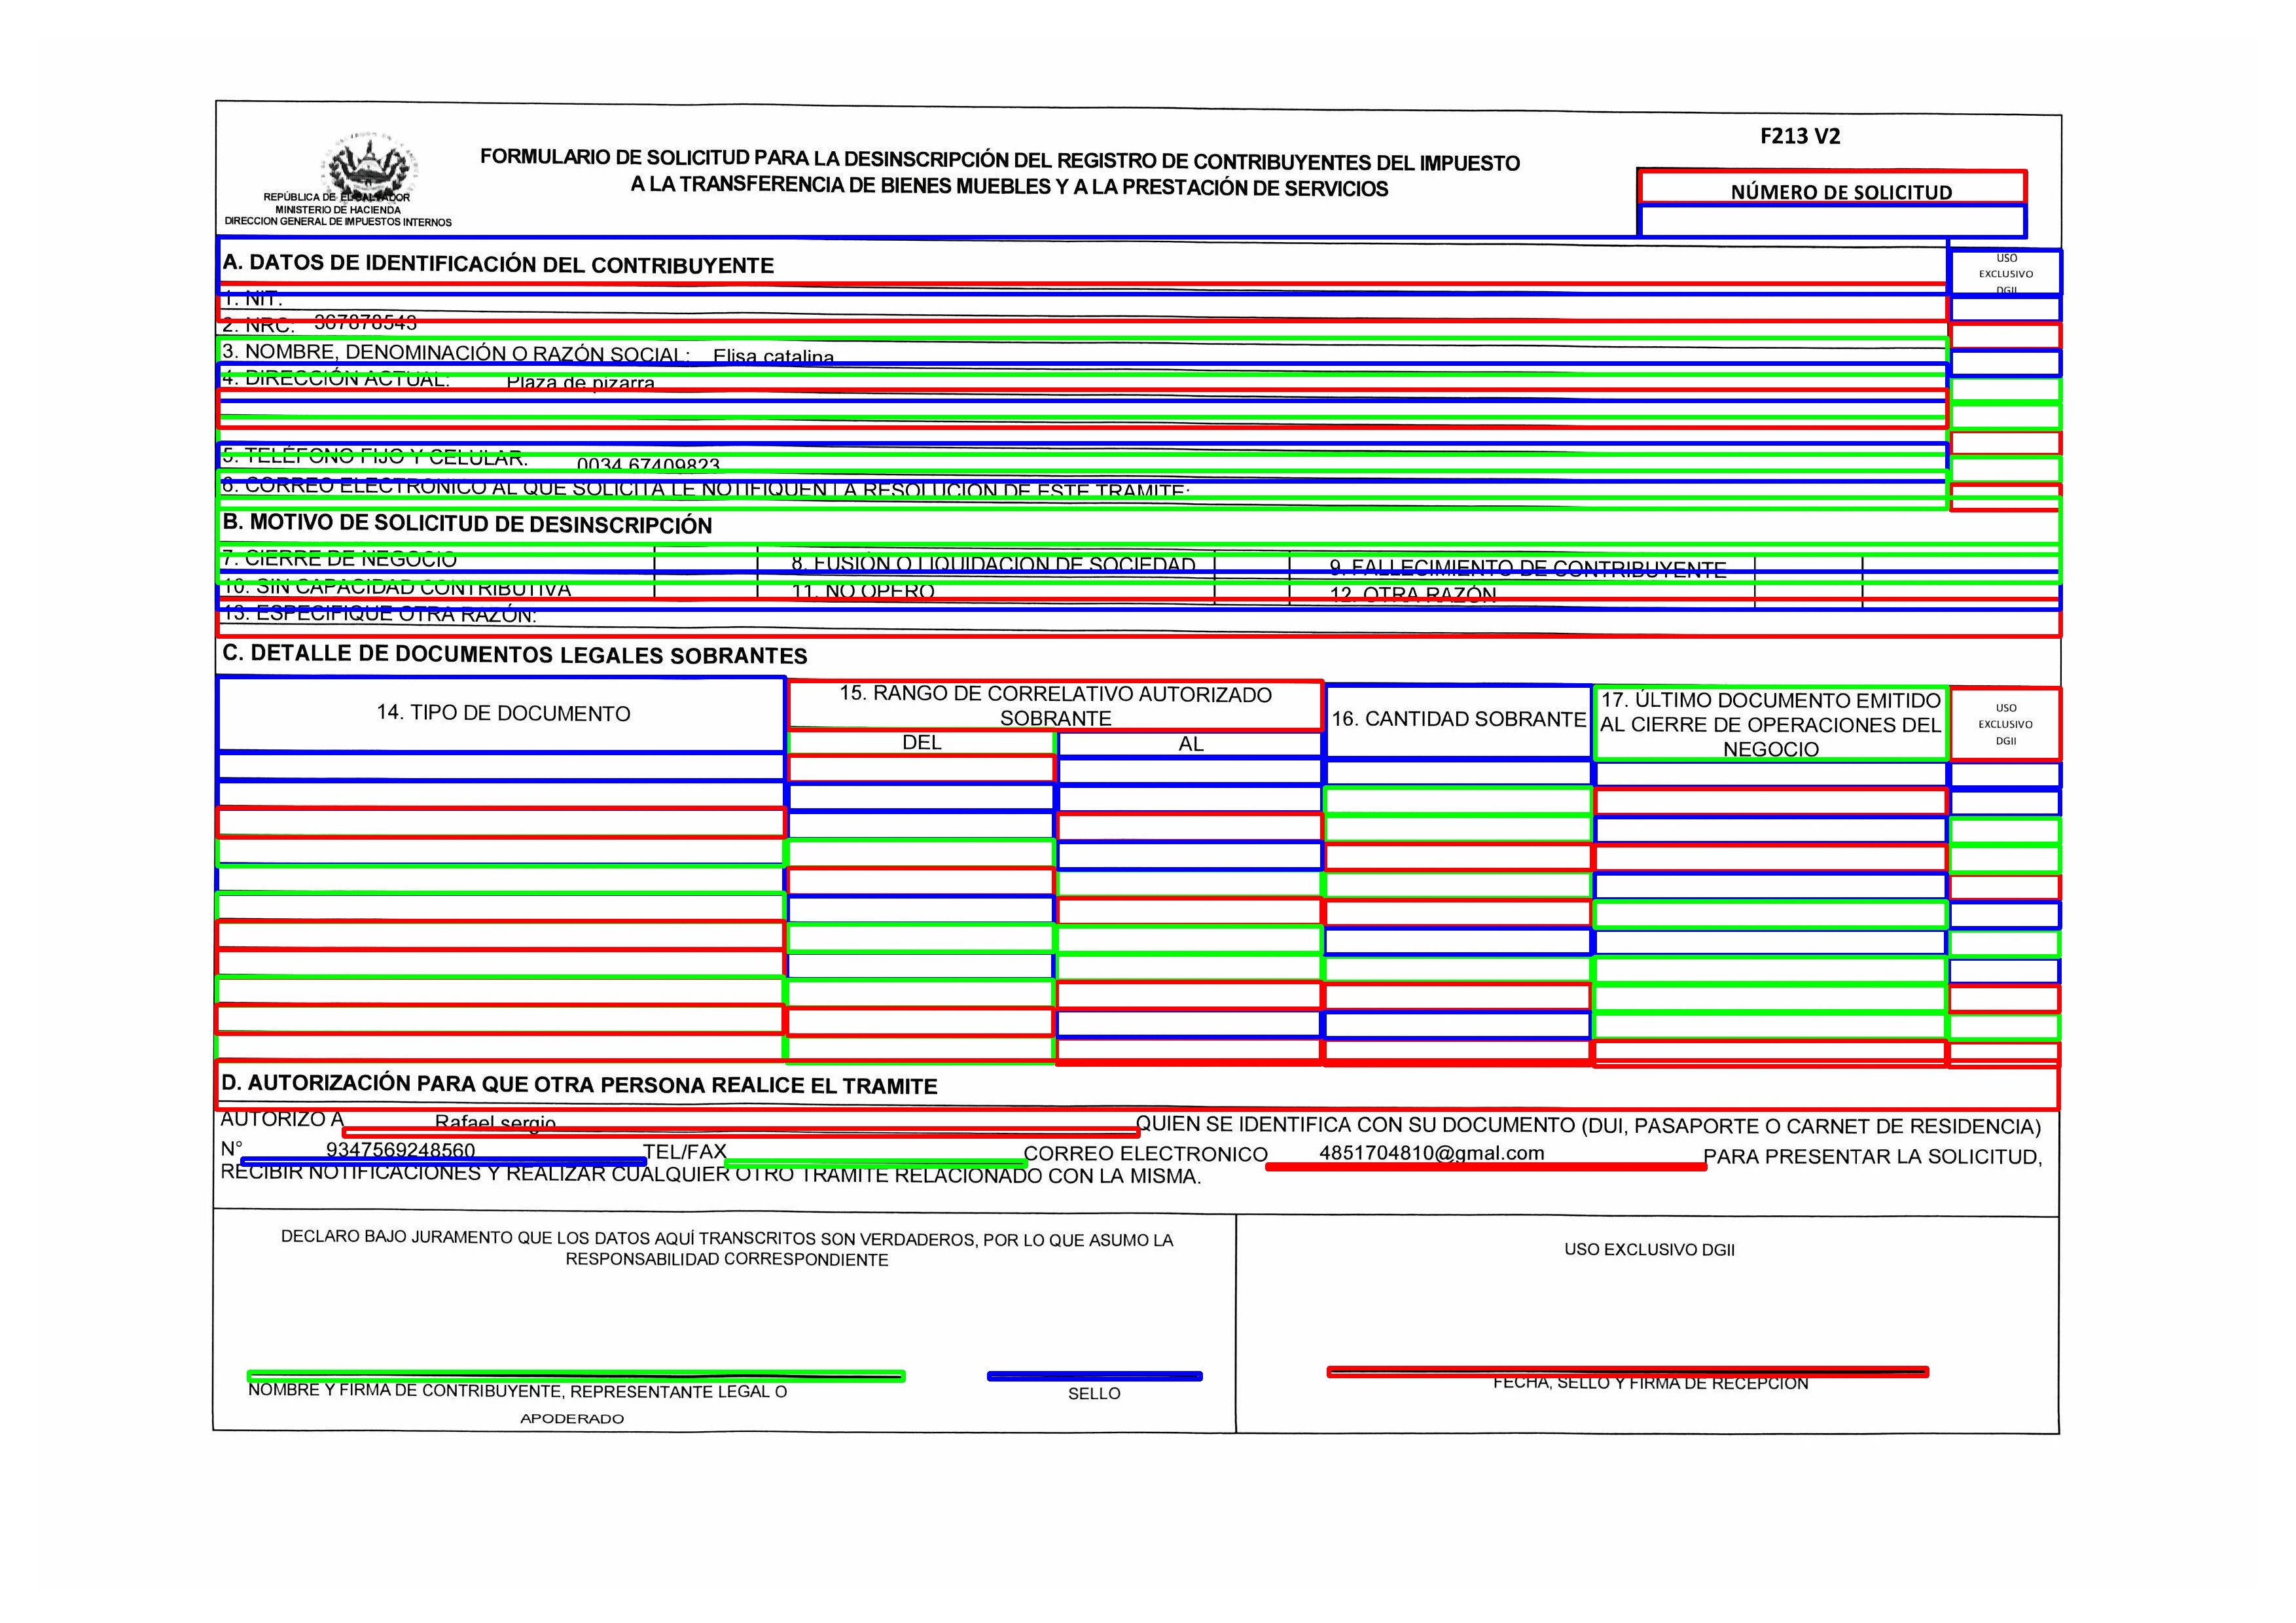 F213 V2
FORMULARIO DE SOLICITUD PARA LA DESINSCRIPCIÓN DEL REGISTRO DE CONTRIBUYENTES DEL IMPUESTO
A LA TRANSFERENCIA DE BIENES MUEBLES Y A LA PRESTACIÓN DE SERVICIOS
NÚMERO DE SOLICITUD
REPÚBLICA DE EL SALVADOR
MINISTERIO DE HACIENDA
DIRECCION GENERAL DE IMPUESTOS INTERNOS
A. DATOS DE IDENTIFICACIÓN DEL CONTRIBUYENTE
USO
EXCLUSIVO
DGII
1. NIT.
2. NRC. 367878543
3. NOMBRE, DENOMINACIÓN O RAZÓN SOCIAL: Elisa catalina
4. DIRECCIÓN ACTUAL: Plaza de pizarra
5. TELÉFONO FIJO Y CELULAR. 0034 67409823
6. CORREO ELECTRONICO AL QUE SOLICITA LE NOTIFIQUEN LA RESOLUCION DE ESTE TRAMITE:
B. MOTIVO DE SOLICITUD DE DESINSCRIPCIÓN
7. CIERRE DE NEGOCIO 8. FUSIÓN O LIQUIDACION DE SOCIEDAD 9. FALLECIMIENTO DE CONTRIBUYENTE
10. SIN CAPACIDAD CONTRIBUTIVA 11. NO OPERO 12. OTRA RAZÓN
13. ESPECIFIQUE OTRA RAZÓN:
C. DETALLE DE DOCUMENTOS LEGALES SOBRANTES
14. TIPO DE DOCUMENTO
15. RANGO DE CORRELATIVO AUTORIZADO
SOBRANTE
DEL AL
16. CANTIDAD SOBRANTE
17. ÚLTIMO DOCUMENTO EMITIDO
AL CIERRE DE OPERACIONES DEL
NEGOCIO
USO
EXCLUSIVO
DGII
D. AUTORIZACIÓN PARA QUE OTRA PERSONA REALICE EL TRAMITE
AUTORIZO A Rafael sergio QUIEN SE IDENTIFICA CON SU DOCUMENTO (DUI, PASAPORTE O CARNET DE RESIDENCIA)
N° 9347569248560 TEL/FAX CORREO ELECTRONICO 4851704810@gmal.com PARA PRESENTAR LA SOLICITUD,
RECIBIR NOTIFICACIONES Y REALIZAR CUALQUIER OTRO TRAMITE RELACIONADO CON LA MISMA.
DECLARO BAJO JURAMENTO QUE LOS DATOS AQUÍ TRANSCRITOS SON VERDADEROS, POR LO QUE ASUMO LA
RESPONSABILIDAD CORRESPONDIENTE
USO EXCLUSIVO DGII
NOMBRE Y FIRMA DE CONTRIBUYENTE, REPRESENTANTE LEGAL O
APODERADO
SELLO
FECHA, SELLO Y FIRMA DE RECEPCION